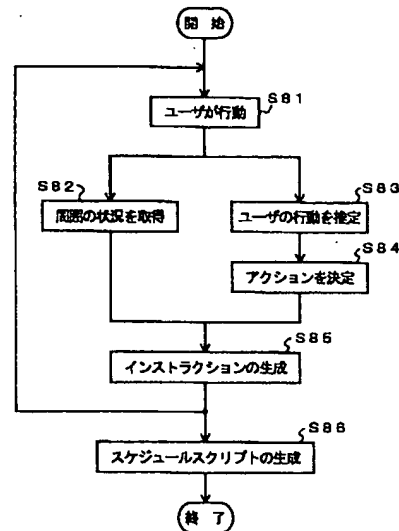 開 始
S81
ユーザが行動
S82
周囲の状況を取得
S83
ユーザの行動を推定
S84
アクションを決定
S85
インストラクションの生成
S86
スケジュールスクリプトの生成
終 了